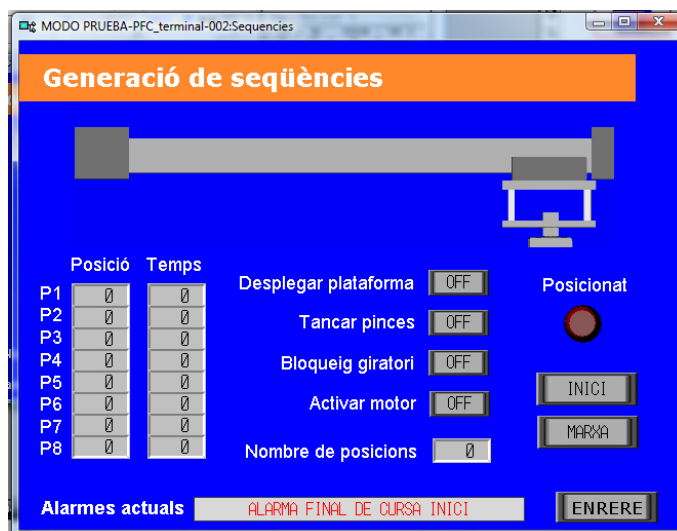 MODO PRUEBA-PFC_terminal-002:Sequencies
Generació de seqüències
Posició Temps
P1 0 0
P2 0 0
P3 0 0
P4 0 0
P5 0 0
P6 0 0
P7 0 0
P8 0 0
Desplegar plataforma OFF
Tancar pinces OFF
Bloqueig giratori OFF
Activar motor OFF
Nombre de posicions 0
Posicionat
INICI
MARXA
Alarmes actuals ALARMA FINAL DE CURSA INICI
ENRERE